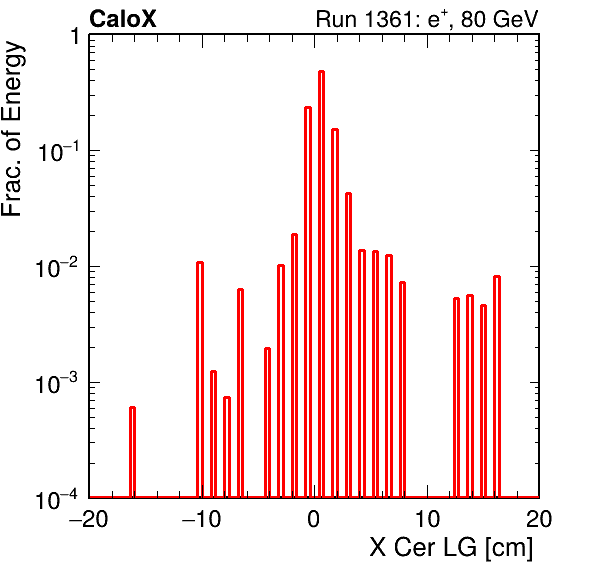 CaloX Run 1361: e⁺, 80 GeV
Frac. of Energy
1
10⁻¹
10⁻²
10⁻³
10⁻⁴
−20 −10 0 10 20
X Cer LG [cm]